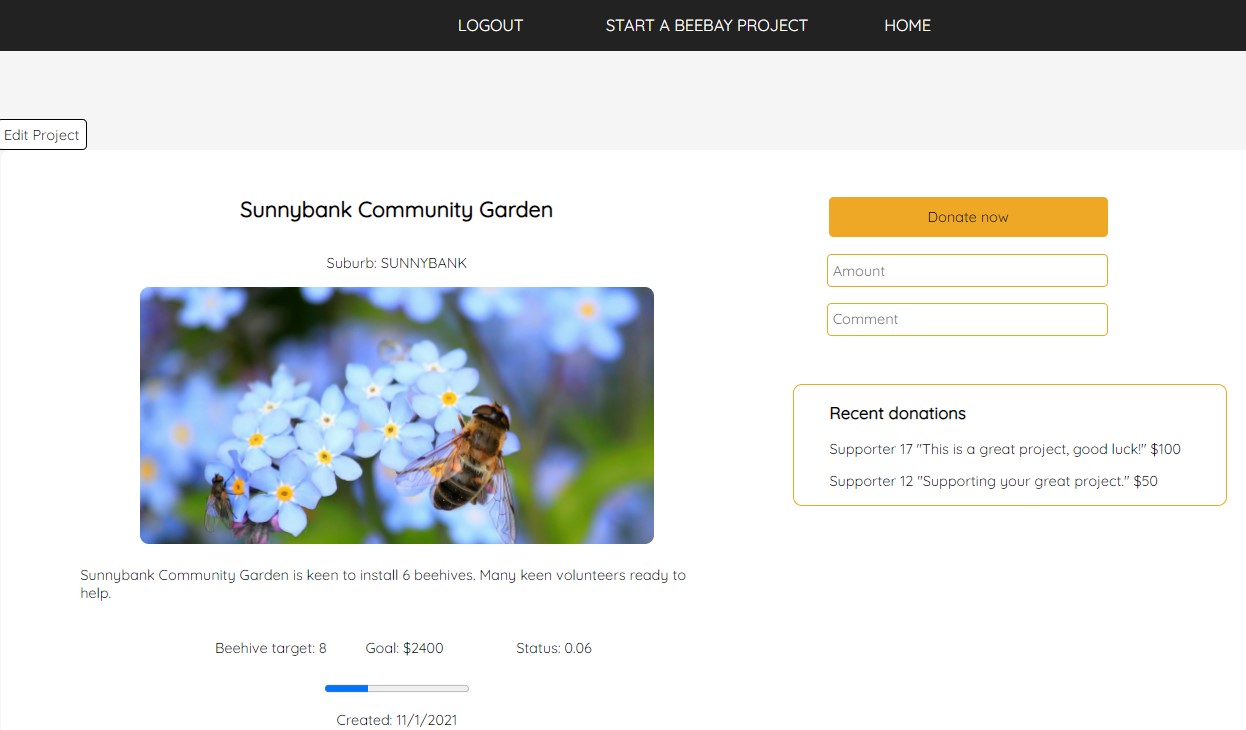 LOGOUT START A BEEBAY PROJECT HOME
Edit Project
Sunnybank Community Garden
Suburb: SUNNYBANK
Sunnybank Community Garden is keen to install 6 beehives. Many keen volunteers ready to
help.
Beehive target: 8 Goal: $2400 Status: 0.06
Created: 11/1/2021
Donate now
Amount
Comment
Recent donations
Supporter 17 "This is a great project, good luck!" $100
Supporter 12 "Supporting your great project." $50